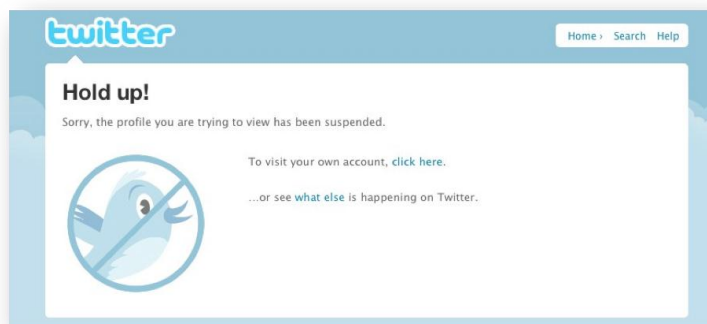 twitter
Home › Search Help
Hold up!
Sorry, the profile you are trying to view has been suspended.
To visit your own account, click here.
...or see what else is happening on Twitter.